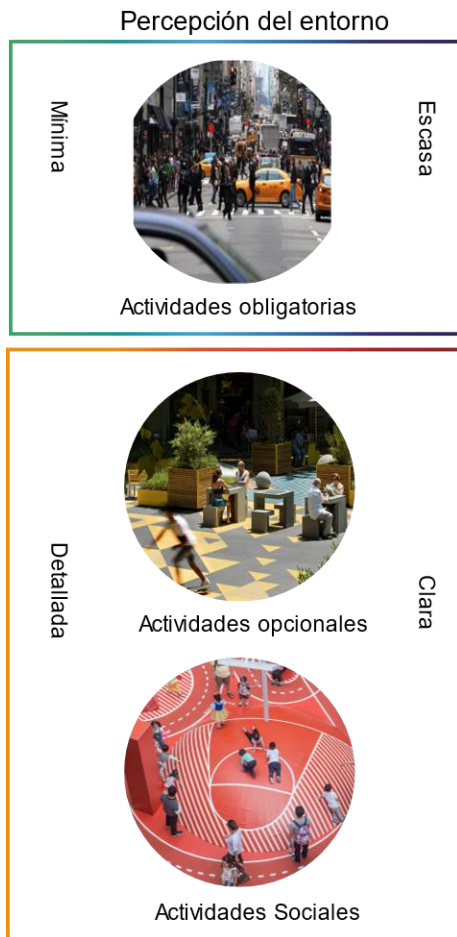 Percepción del entorno
Mínima
Escasa
Actividades obligatorias
Detallada
Clara
Actividades opcionales
Actividades Sociales